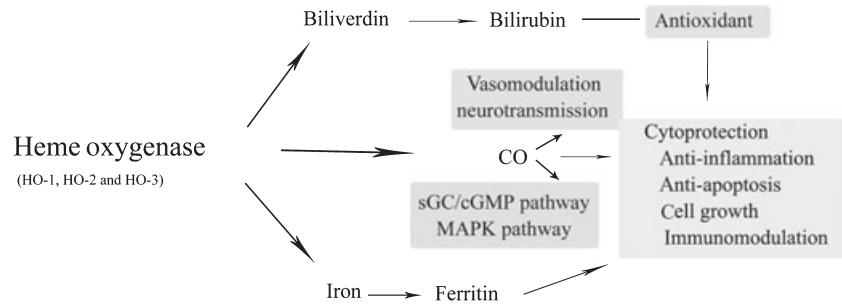 Biliverdin
Bilirubin
Antioxidant
Vasomodulation
neurotransmission
Heme oxygenase
(HO-1, HO-2 and HO-3)
CO
Cytoprotection
Anti-inflammation
Anti-apoptosis
Cell growth
Immunomodulation
sGC/cGMP pathway
MAPK pathway
Iron
Ferritin